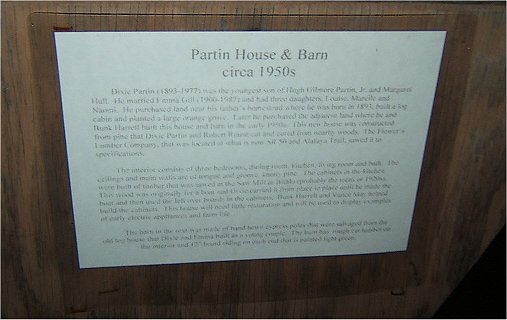 Partin House & Barn
circa 1950s
Dixie Partin (1893-1977) was the youngest son of Hugh Gilmore Partin, Jr. and Margaret
Hull. He married Emma Gill (1900-1987) and had three daughters, Louise, Marcile and
Naomi. He purchased land near his father's homestead where he was born in 1893, built a log
cabin and planted a large orange grove. Later he purchased the adjacent land where he and
Bunk Harrell built this house and barn in the early 1950s. This new house was constructed
from pine that Dixie Partin and Robert Rouse cut and cured from nearby woods. The Flower's
Lumber Company, that was located at what is now SR 50 and Alafaya Trail, sawed it to
specifications.
The interior consists of three bedrooms, dining room, kitchen, living room and bath. The
ceilings and main walls are of tongue and groove, knotty pine. The cabinets in the kitchen
were built of timber that was sawed at the Saw Mill in Bithlo probably the teens or 1920s.
This wood was originally for a boat and Dixie carried it from place to place until he made the
boat and then used the left over boards in the cabinets. Bunk Harrell and Vance May helped
build the cabinets. This house will need little restoration and will be used to display examples
of early electric appliances and farm life.
The barn in the rear was made of hand hewn cypress poles that were salvaged from the
old log house that Dixie and Emma built as a young couple. The barn has rough cut lumber on
the interior and 12" board siding on each end that is painted light green.